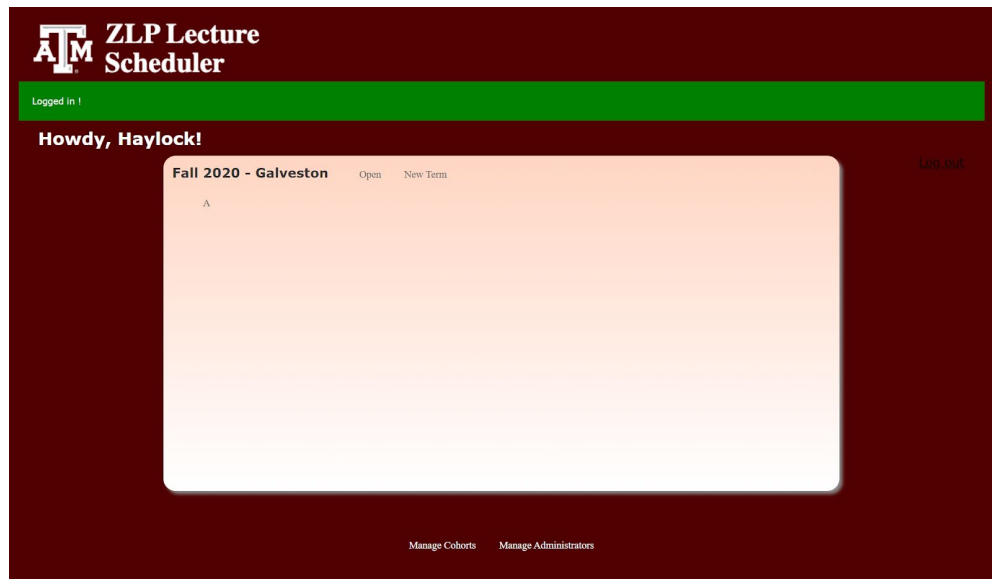 ĀM ZLP Lecture
Scheduler
Logged in !
Howdy, Haylock!
Log out
Fall 2020 - Galveston Open New Term
A
Manage Cohorts Manage Administrators